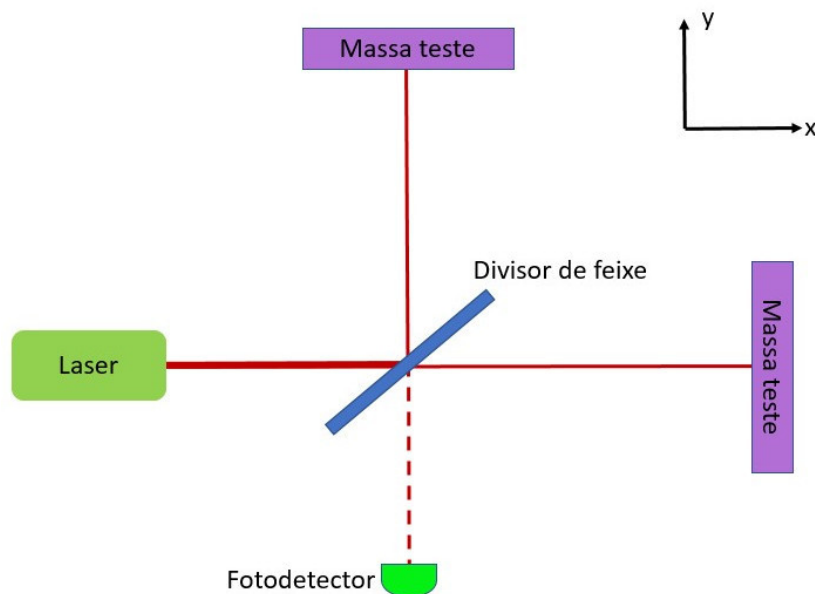 Massa teste
y
x
Divisor de feixe
Massa teste
Laser
Fotodetector